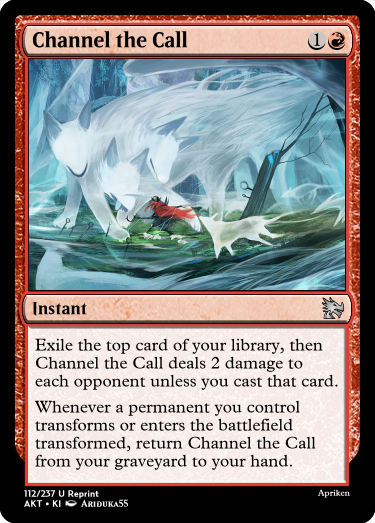 Channel the Call 1
Instant
Exile the top card of your library, then
Channel the Call deals 2 damage to
each opponent unless you cast that card.
Whenever a permanent you control
transforms or enters the battlefield
transformed, return Channel the Call
from your graveyard to your hand.
112/237 U Reprint
Apriken
AKT • KI Ariduka55